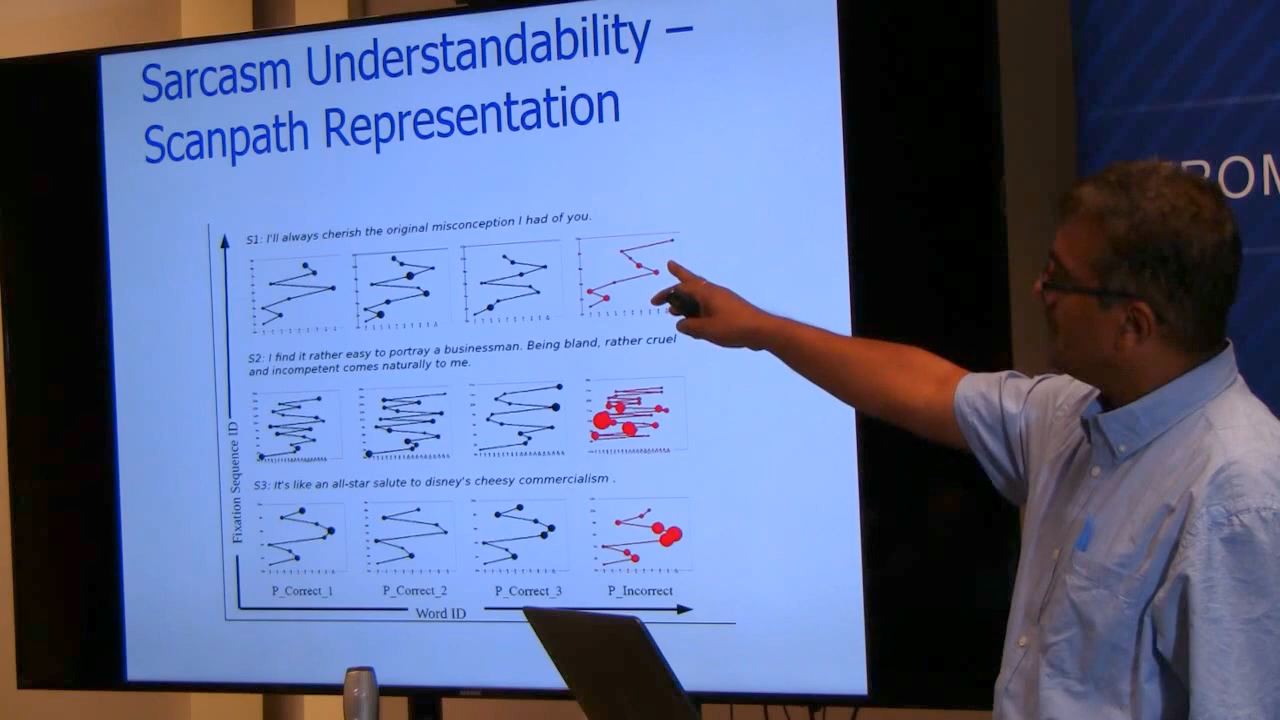 Sarcasm Understandability –
Scanpath Representation
S1: I'll always cherish the original misconception I had of you.
S2: I find it rather easy to portray a businesman. Being bland, rather cruel
and incompetent comes naturally to me.
Fixation Sequence ID
S3: It's like an all-star salute to disney's cheesy commercialism .
P_Correct_1 P_Correct_2 P_Correct_3 P_Incorrect
Word ID
ROM